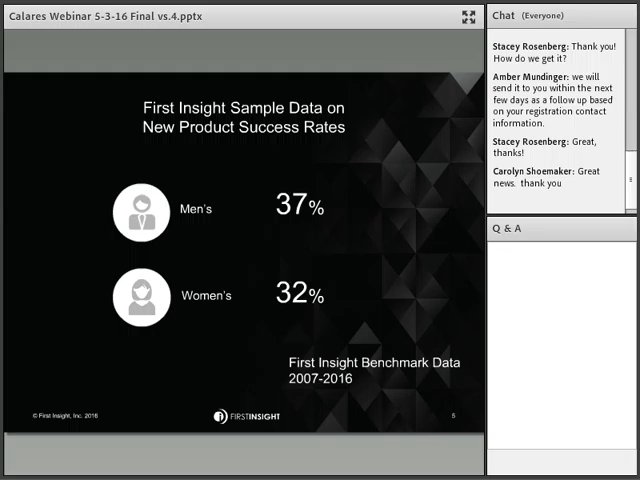 Calares Webinar 5-3-16 Final vs.4.pptx
First Insight Sample Data on
New Product Success Rates
Men's
37%
Women's
32%
First Insight Benchmark Data
2007-2016
© First Insight, Inc. 2016
FIRSTINSIGHT
5
Chat (Everyone)
Stacey Rosenberg: Thank you!
How do we get it?
Amber Mundinger: we will
send it to you within the next
few days as a follow up based
on your registration contact
information.
Stacey Rosenberg: Great,
thanks!
Carolyn Shoemaker: Great
news. thank you
Q & A